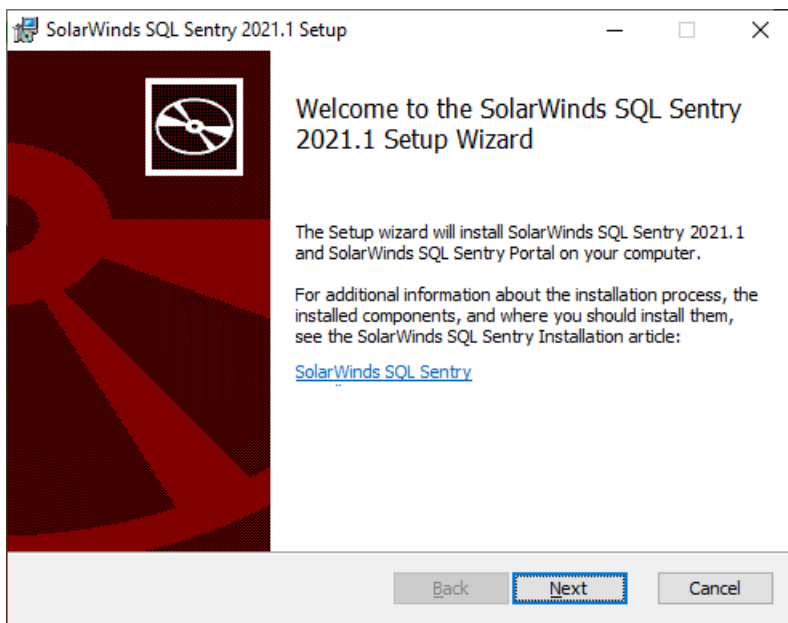 SolarWinds SQL Sentry 2021.1 Setup
Welcome to the SolarWinds SQL Sentry
2021.1 Setup Wizard
The Setup wizard will install SolarWinds SQL Sentry 2021.1
and SolarWinds SQL Sentry Portal on your computer.
For additional information about the installation process, the
installed components, and where you should install them,
see the SolarWinds SQL Sentry Installation article:
SolarWinds SQL Sentry
Back Next Cancel